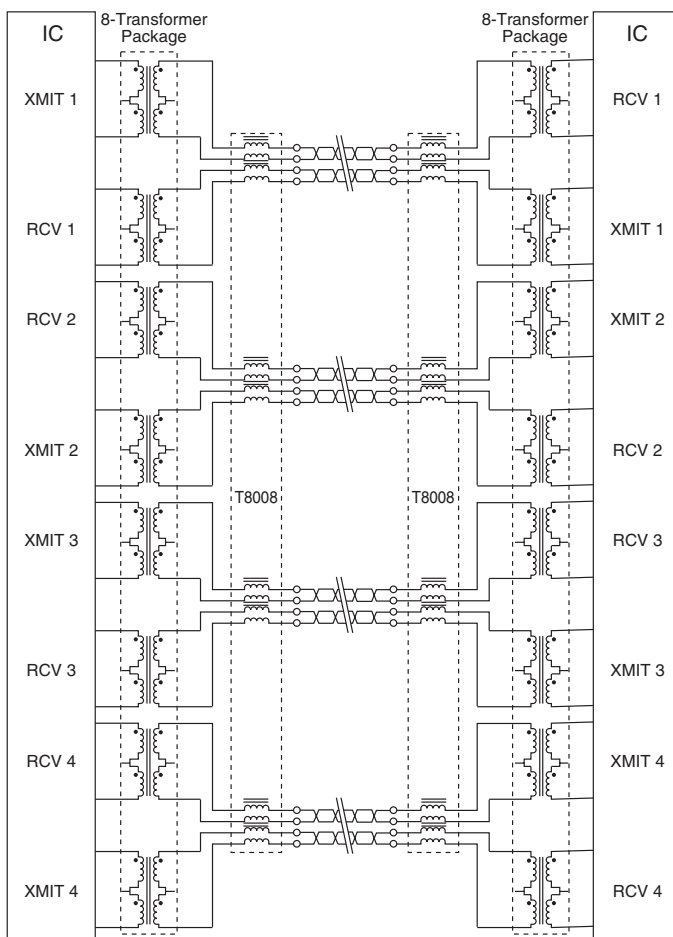 8-Transformer
Package
8-Transformer
Package
IC
IC
XMIT 1
RCV 1
RCV 1
XMIT 1
RCV 2
XMIT 2
XMIT 2
RCV 2
T8008
T8008
XMIT 3
RCV 3
RCV 3
XMIT 3
RCV 4
XMIT 4
XMIT 4
RCV 4